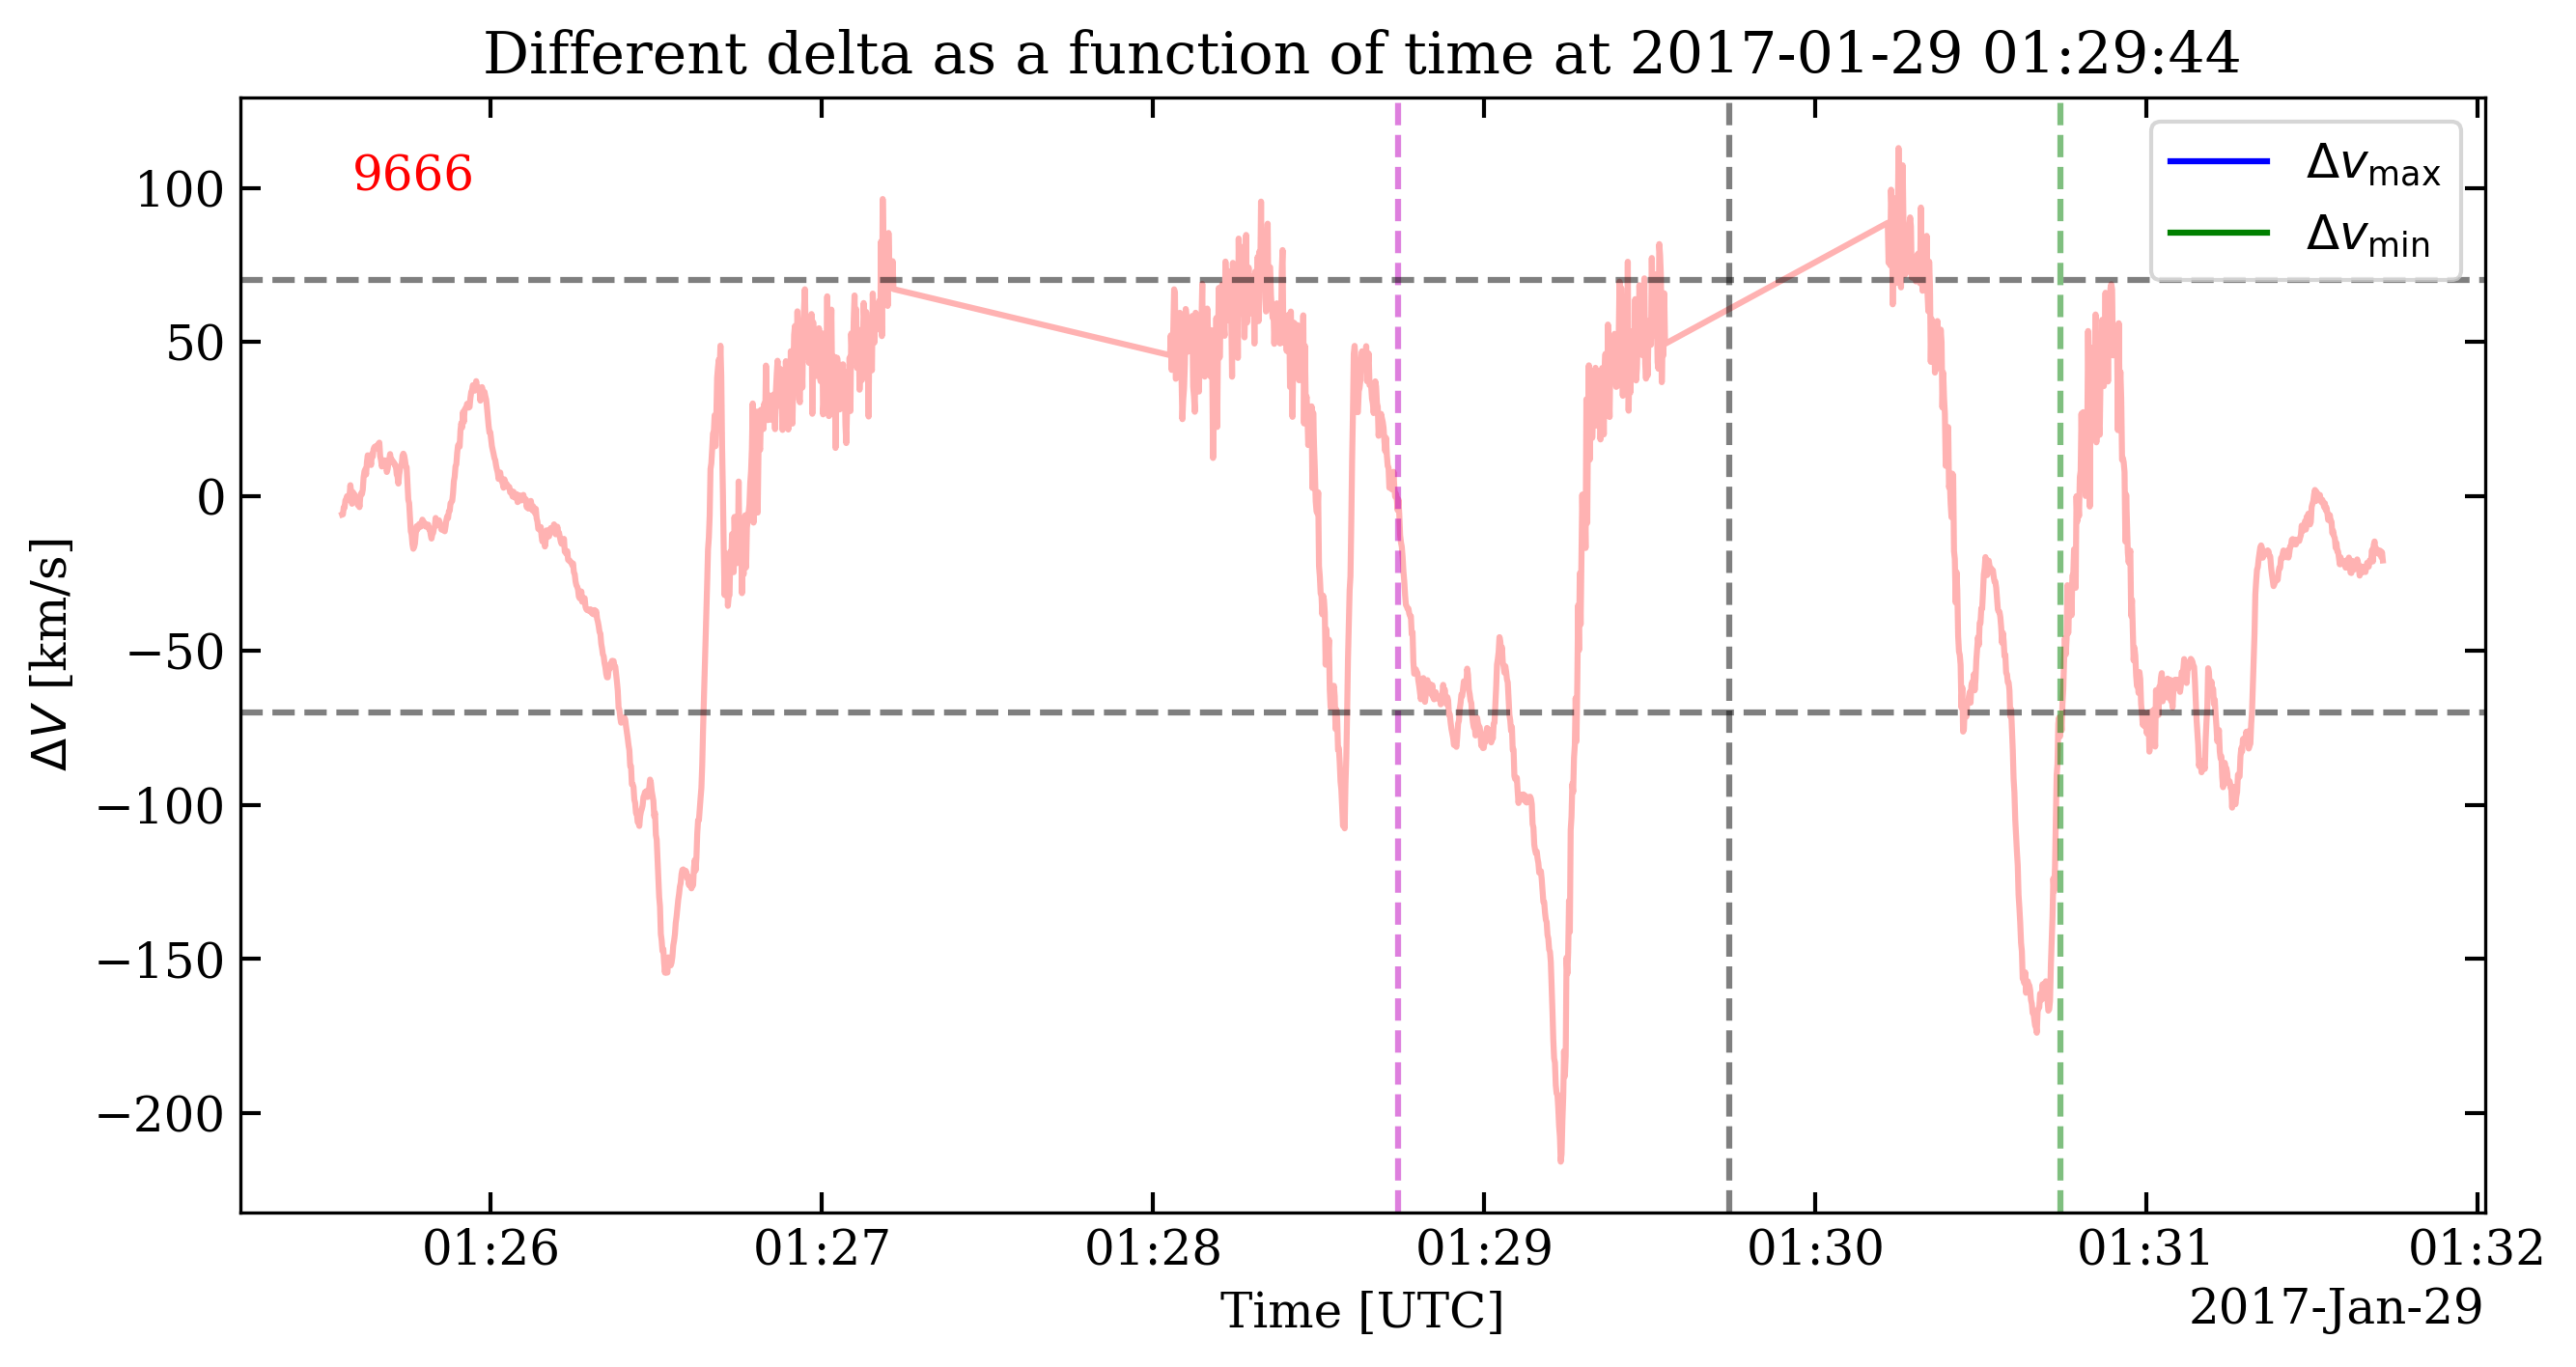 Different delta as a function of time at 2017-01-29 01:29:44
9666
Δv_max
Δv_min
100
50
0
−50
−100
−150
−200
ΔV [km/s]
01:26 01:27 01:28 01:29 01:30 01:31 01:32
Time [UTC]
2017-Jan-29